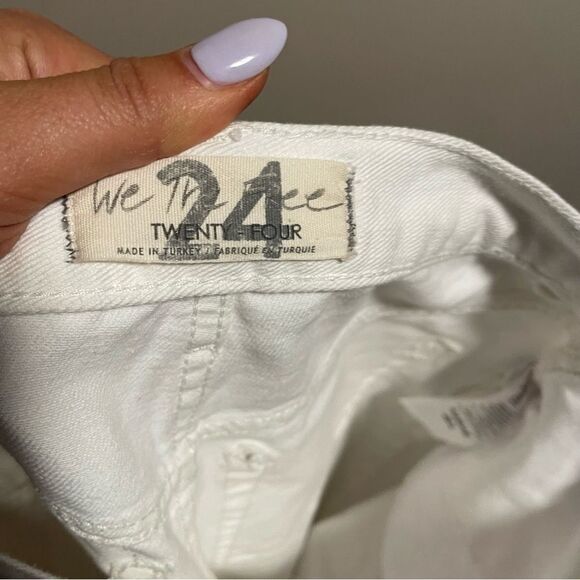 We The Free
24
TWENTY - FOUR
MADE IN TURKEY / FABRIQUÉ EN TURQUIE